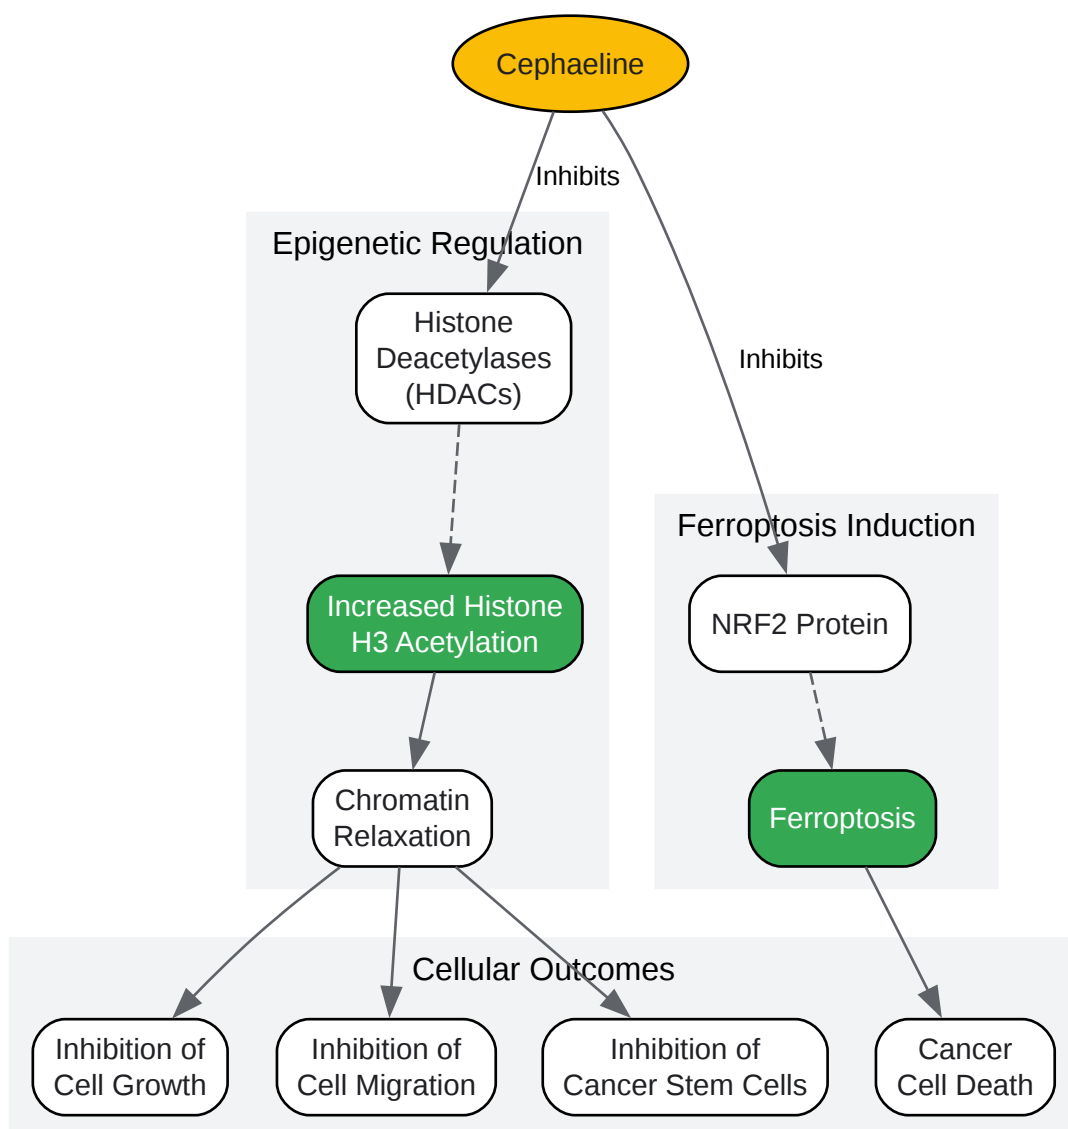 Cephaeline
Inhibits
Epigenetic Regulation
Histone
Deacetylases
(HDACs)
Inhibits
Ferroptosis Induction
Increased Histone
H3 Acetylation
NRF2 Protein
Chromatin
Relaxation
Ferroptosis
Cellular Outcomes
Inhibition of
Cell Growth
Inhibition of
Cell Migration
Inhibition of
Cancer Stem Cells
Cancer
Cell Death